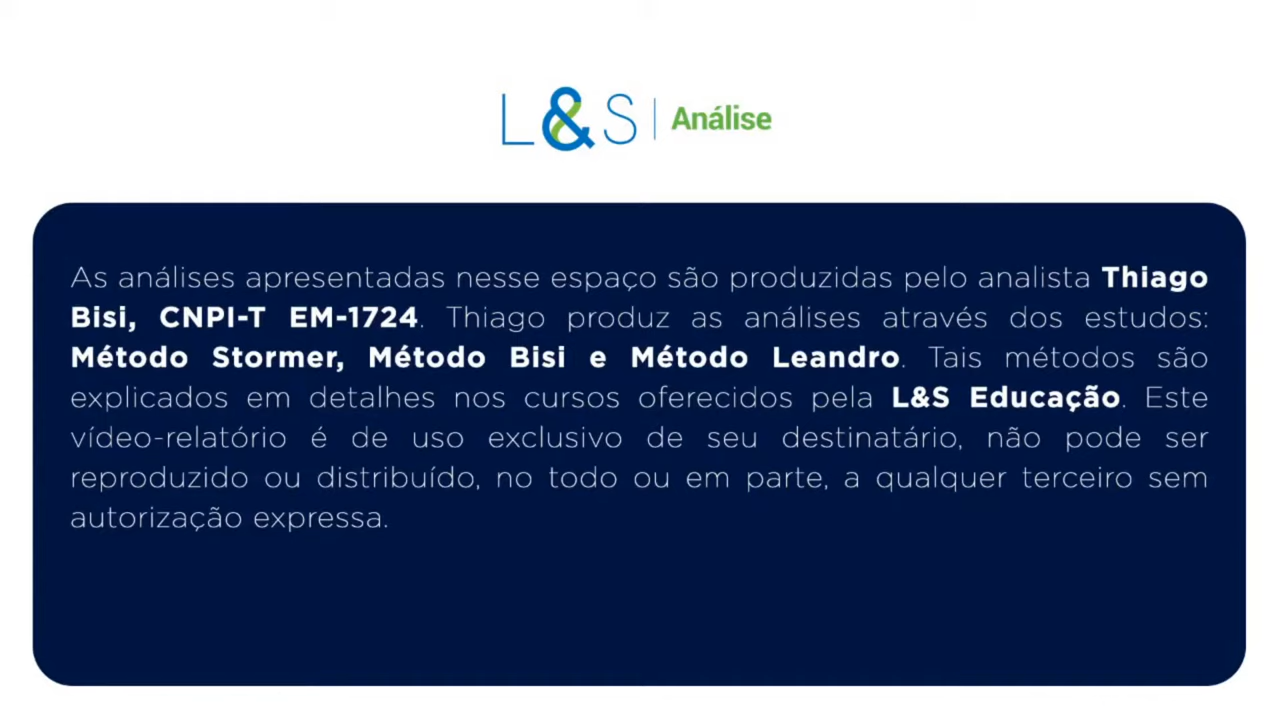 L&S | Análise
As análises apresentadas nesse espaço são produzidas pelo analista Thiago
Bisi, CNPI-T EM-1724. Thiago produz as análises através dos estudos:
Método Stormer, Método Bisi e Método Leandro. Tais métodos são
explicados em detalhes nos cursos oferecidos pela L&S Educação. Este
vídeo-relatório é de uso exclusivo de seu destinatário, não pode ser
reproduzido ou distribuído, no todo ou em parte, a qualquer terceiro sem
autorização expressa.